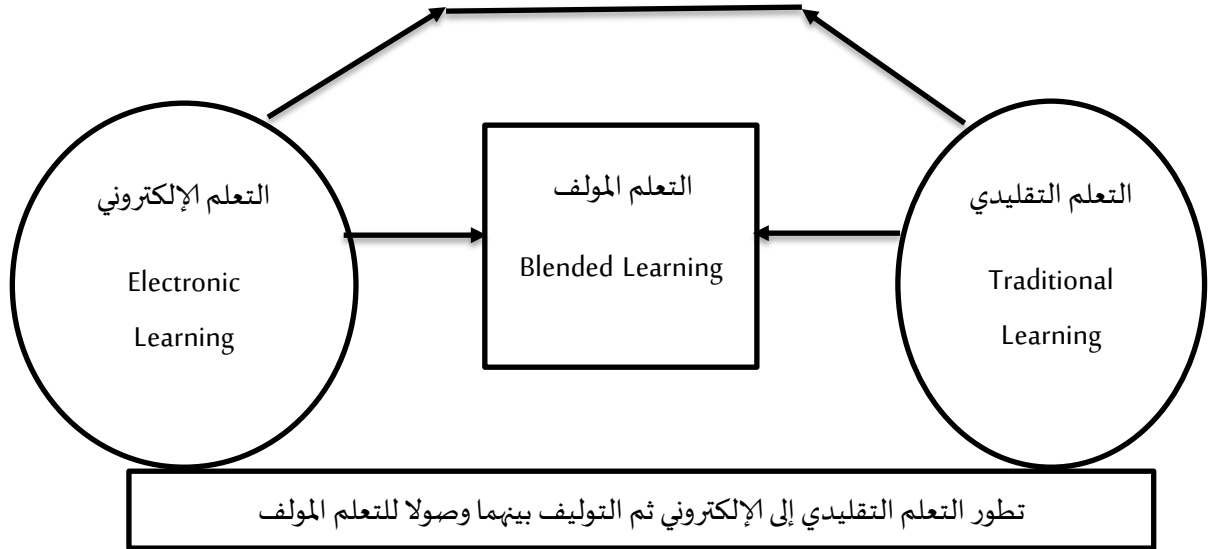 التعلم التقليدي
Traditional
Learning
التعلم المولف
Blended Learning
التعلم الإلكتروني
Electronic
Learning
تطور التعلم التقليدي إلى الإلكتروني ثم التوليف بينهما وصولا للتعلم المولف